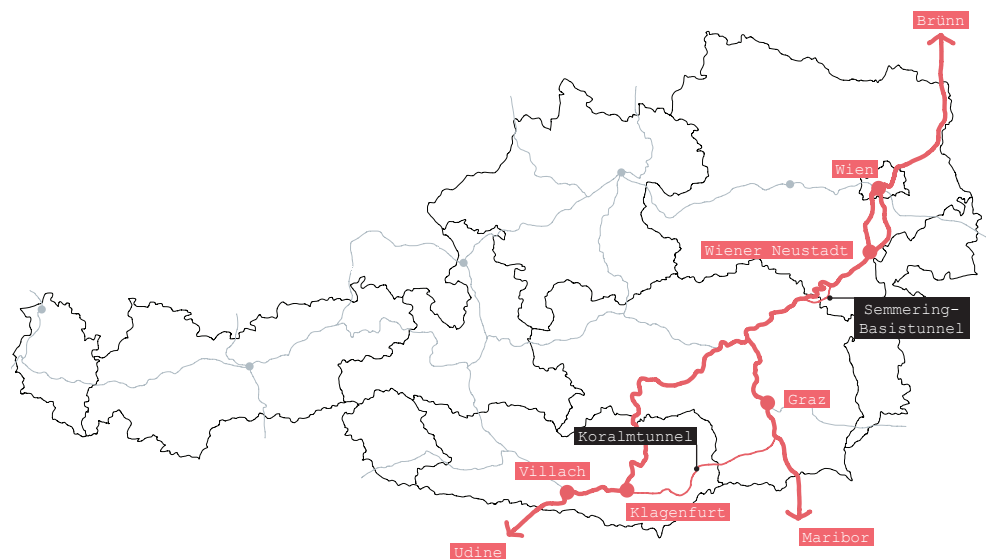 Brünn
Wien
Wiener Neustadt
Semmering-
Basistunnel
Graz
Koralmtunnel
Villach
Klagenfurt
Maribor
Udine